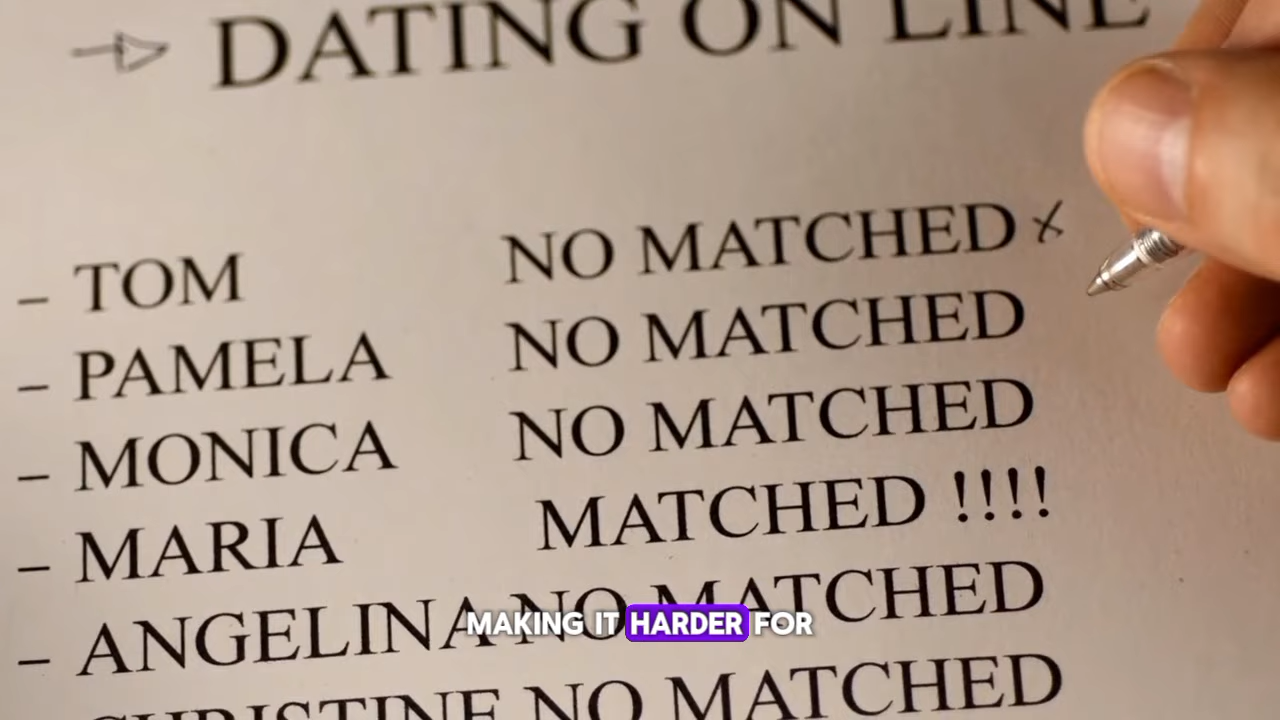 DATING ON LINE
– TOM NO MATCHED x
– PAMELA NO MATCHED
– MONICA NO MATCHED
– MARIA MATCHED !!!!
– ANGELINA NO MATCHED
MAKING IT HARDER FOR
CHRISTINE NO MATCHED